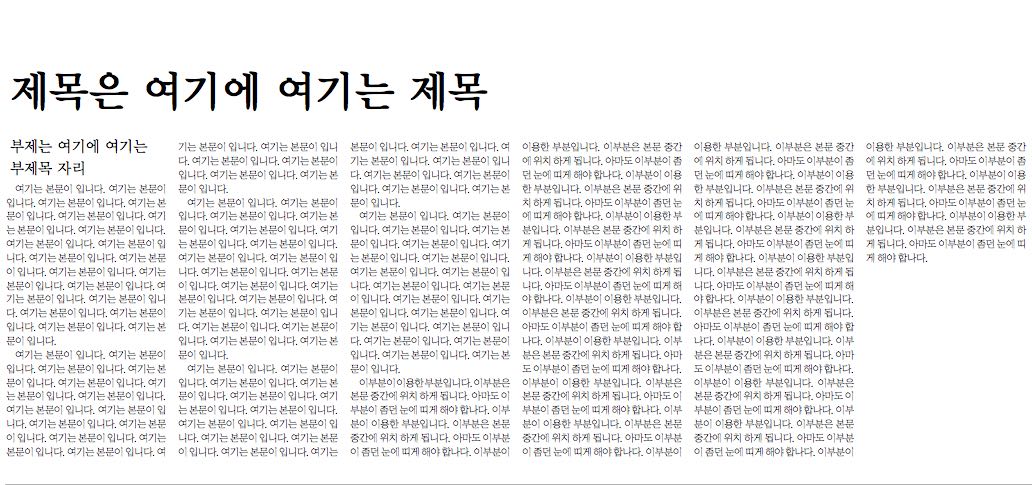 제목은 여기에 여기는 제목
부제는 여기에 여기는
부제목 자리
여기는 본문이 입니다. 여기는 본문이
입니다. 여기는 본문이 입니다. 여기는 본
문이 입니다. 여기는 본문이 입니다. 여기
는 본문이 입니다. 여기는 본문이 입니다.
여기는 본문이 입니다. 여기는 본문이 입
니다. 여기는 본문이 입니다. 여기는 본문
이 입니다. 여기는 본문이 입니다. 여기는
본문이 입니다. 여기는 본문이 입니다. 여
기는 본문이 입니다. 여기는 본문이 입니
다. 여기는 본문이 입니다. 여기는 본문이
입니다. 여기는 본문이 입니다. 여기는 본
문이 입니다.
여기는 본문이 입니다. 여기는 본문이
입니다. 여기는 본문이 입니다. 여기는 본
문이 입니다. 여기는 본문이 입니다. 여기
는 본문이 입니다. 여기는 본문이 입니다.
여기는 본문이 입니다. 여기는 본문이 입
니다. 여기는 본문이 입니다. 여기는 본문
이 입니다. 여기는 본문이 입니다. 여기는
본문이 입니다. 여기는 본문이 입니다. 여
기는 본문이 입니다. 여기는 본문이 입니
다. 여기는 본문이 입니다. 여기는 본문이
입니다. 여기는 본문이 입니다. 여기는 본
문이 입니다.
여기는 본문이 입니다. 여기는 본문이
입니다. 여기는 본문이 입니다. 여기는 본
문이 입니다. 여기는 본문이 입니다. 여기
는 본문이 입니다. 여기는 본문이 입니다.
여기는 본문이 입니다. 여기는 본문이 입
니다. 여기는 본문이 입니다. 여기는 본문
이 입니다. 여기는 본문이 입니다. 여기는
본문이 입니다. 여기는 본문이 입니다. 여
기는 본문이 입니다. 여기는 본문이 입니
다. 여기는 본문이 입니다. 여기는 본문이
입니다. 여기는 본문이 입니다. 여기는 본
문이 입니다.
여기는 본문이 입니다. 여기는 본
문이 입니다. 여기는 본문이 입니다. 여기
는 본문이 입니다. 여기는 본문이 입니다.
여기는 본문이 입니다. 여기는 본문이 입
니다. 여기는 본문이 입니다. 여기는 본문
이 입니다. 여기는 본문이 입니다. 여기는
본문이 입니다. 여기는 본문이 입니다. 여
본문이 입니다. 여기는 본문이 입니다. 여
기는 본문이 입니다. 여기는 본문이 입니
다. 여기는 본문이 입니다. 여기는 본문이
입니다. 여기는 본문이 입니다. 여기는 본
문이 입니다.
여기는 본문이 입니다. 여기는 본문이
입니다. 여기는 본문이 입니다. 여기는 본
문이 입니다. 여기는 본문이 입니다. 여기
는 본문이 입니다. 여기는 본문이 입니다.
여기는 본문이 입니다. 여기는 본문이 입
니다. 여기는 본문이 입니다. 여기는 본문
이 입니다. 여기는 본문이 입니다. 여기는
본문이 입니다. 여기는 본문이 입니다. 여
기는 본문이 입니다. 여기는 본문이 입니
다. 여기는 본문이 입니다. 여기는 본문이
입니다. 여기는 본문이 입니다. 여기는 본
문이 입니다.
이부분이 이용한 부분입니다. 이부분은
본문 중간에 위치 하게 됩니다. 아마도 이
부분이 좀던 눈에 띠게 해야 합나다. 이부
분이 이용한 부분입니다. 이부분은 본문
중간에 위치 하게 됩니다. 아마도 이부분
이 좀던 눈에 띠게 해야 합나다. 이부분이
이용한 부분입니다. 이부분은 본문 중간
에 위치 하게 됩니다. 아마도 이부분이 좀
던 눈에 띠게 해야 합나다. 이부분이 이용
한 부분입니다. 이부분은 본문 중간에 위
치 하게 됩니다. 아마도 이부분이 좀던 눈
에 띠게 해야 합나다. 이부분이 이용한 부
분입니다. 이부분은 본문 중간에 위치 하
게 됩니다. 아마도 이부분이 좀던 눈에 띠
게 해야 합나다. 이부분이 이용한 부분입
니다. 이부분은 본문 중간에 위치 하게 됩
니다. 아마도 이부분이 좀던 눈에 띠게 해
야 합나다. 이부분이 이용한 부분입니다.
이부분은 본문 중간에 위치 하게 됩니다.
아마도 이부분이 좀던 눈에 띠게 해야 합
나다. 이부분이 이용한 부분입니다. 이부
분은 본문 중간에 위치 하게 됩니다. 아마
도 이부분이 좀던 눈에 띠게 해야 합나다.
이부분이 이용한 부분입니다. 이부분은
본문 중간에 위치 하게 됩니다. 아마도 이
부분이 좀던 눈에 띠게 해야 합나다. 이부
분이 이용한 부분입니다. 이부분은 본문
중간에 위치 하게 됩니다. 아마도 이부분
이 좀던 눈에 띠게 해야 합나다. 이부분이
이용한 부분입니다. 이부분은 본문 중간
에 위치 하게 됩니다. 아마도 이부분이 좀
던 눈에 띠게 해야 합나다. 이부분이 이용
한 부분입니다. 이부분은 본문 중간에 위
치 하게 됩니다. 아마도 이부분이 좀던 눈
에 띠게 해야 합나다. 이부분이 이용한 부
분입니다. 이부분은 본문 중간에 위치 하
게 됩니다. 아마도 이부분이 좀던 눈에 띠
게 해야 합나다. 이부분이 이용한 부분입
니다. 이부분은 본문 중간에 위치 하게 됩
니다. 아마도 이부분이 좀던 눈에 띠게 해
야 합나다. 이부분이 이용한 부분입니다.
이부분은 본문 중간에 위치 하게 됩니다.
아마도 이부분이 좀던 눈에 띠게 해야 합
나다. 이부분이 이용한 부분입니다. 이부
분은 본문 중간에 위치 하게 됩니다. 아마
도 이부분이 좀던 눈에 띠게 해야 합나다.
이부분이 이용한 부분입니다. 이부분은
본문 중간에 위치 하게 됩니다. 아마도 이
부분이 좀던 눈에 띠게 해야 합나다. 이부
분이 이용한 부분입니다. 이부분은 본문
중간에 위치 하게 됩니다. 아마도 이부분
이 좀던 눈에 띠게 해야 합나다. 이부분이
이용한 부분입니다. 이부분은 본문 중간
에 위치 하게 됩니다. 아마도 이부분이 좀
던 눈에 띠게 해야 합나다. 이부분이 이용
한 부분입니다. 이부분은 본문 중간에 위
치 하게 됩니다. 아마도 이부분이 좀던 눈
에 띠게 해야 합나다. 이부분이 이용한 부
분입니다. 이부분은 본문 중간에 위치 하
게 됩니다. 아마도 이부분이 좀던 눈에 띠
게 해야 합나다.